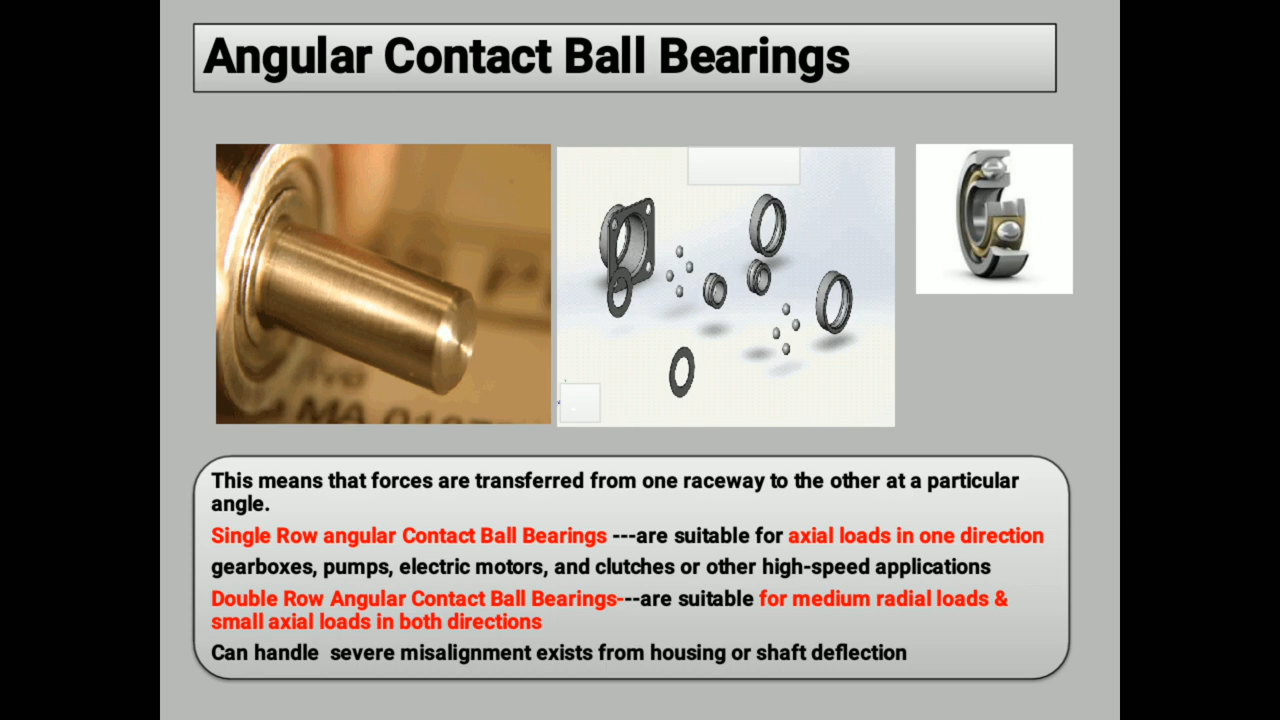 Angular Contact Ball Bearings
This means that forces are transferred from one raceway to the other at a particular
angle.
Single Row angular Contact Ball Bearings ---are suitable for axial loads in one direction
gearboxes, pumps, electric motors, and clutches or other high-speed applications
Double Row Angular Contact Ball Bearings---are suitable for medium radial loads &
small axial loads in both directions
Can handle  severe misalignment exists from housing or shaft deflection